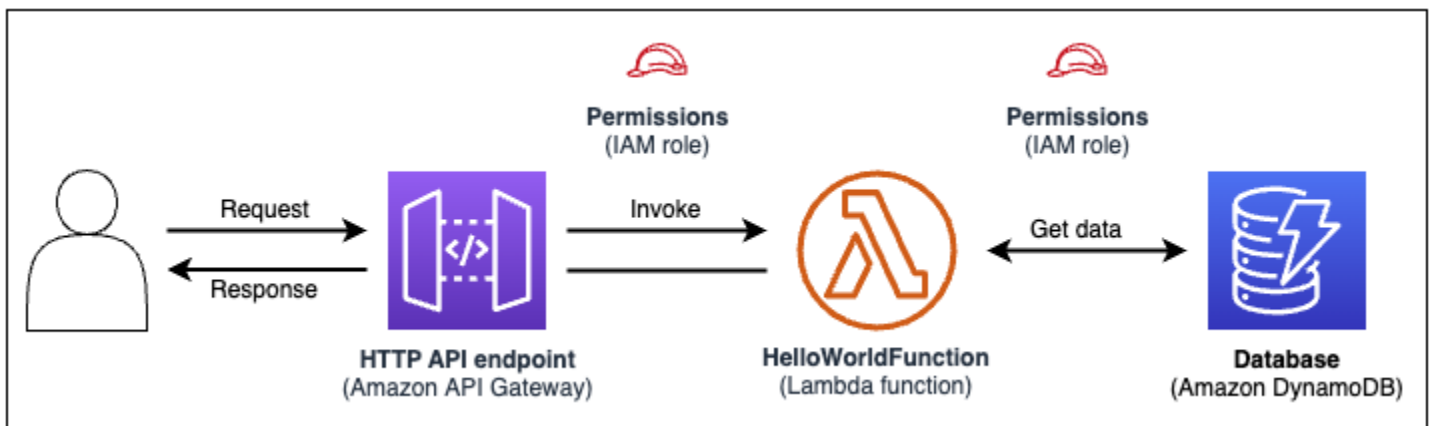 Permissions
(IAM role)
Permissions
(IAM role)
Request
Response
</>
Invoke
Get data
HTTP API endpoint
(Amazon API Gateway)
HelloWorldFunction
(Lambda function)
Database
(Amazon DynamoDB)